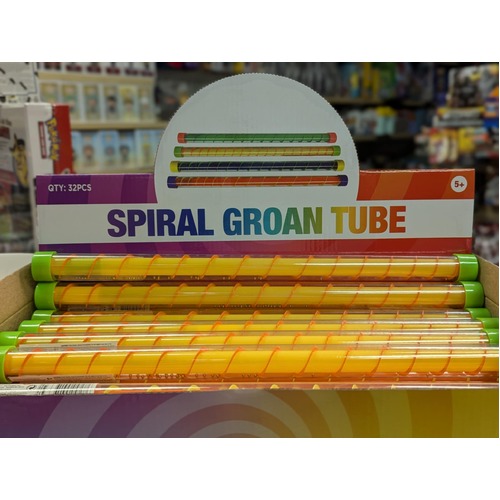 QTY: 32PCS
5+
SPIRAL GROAN TUBE